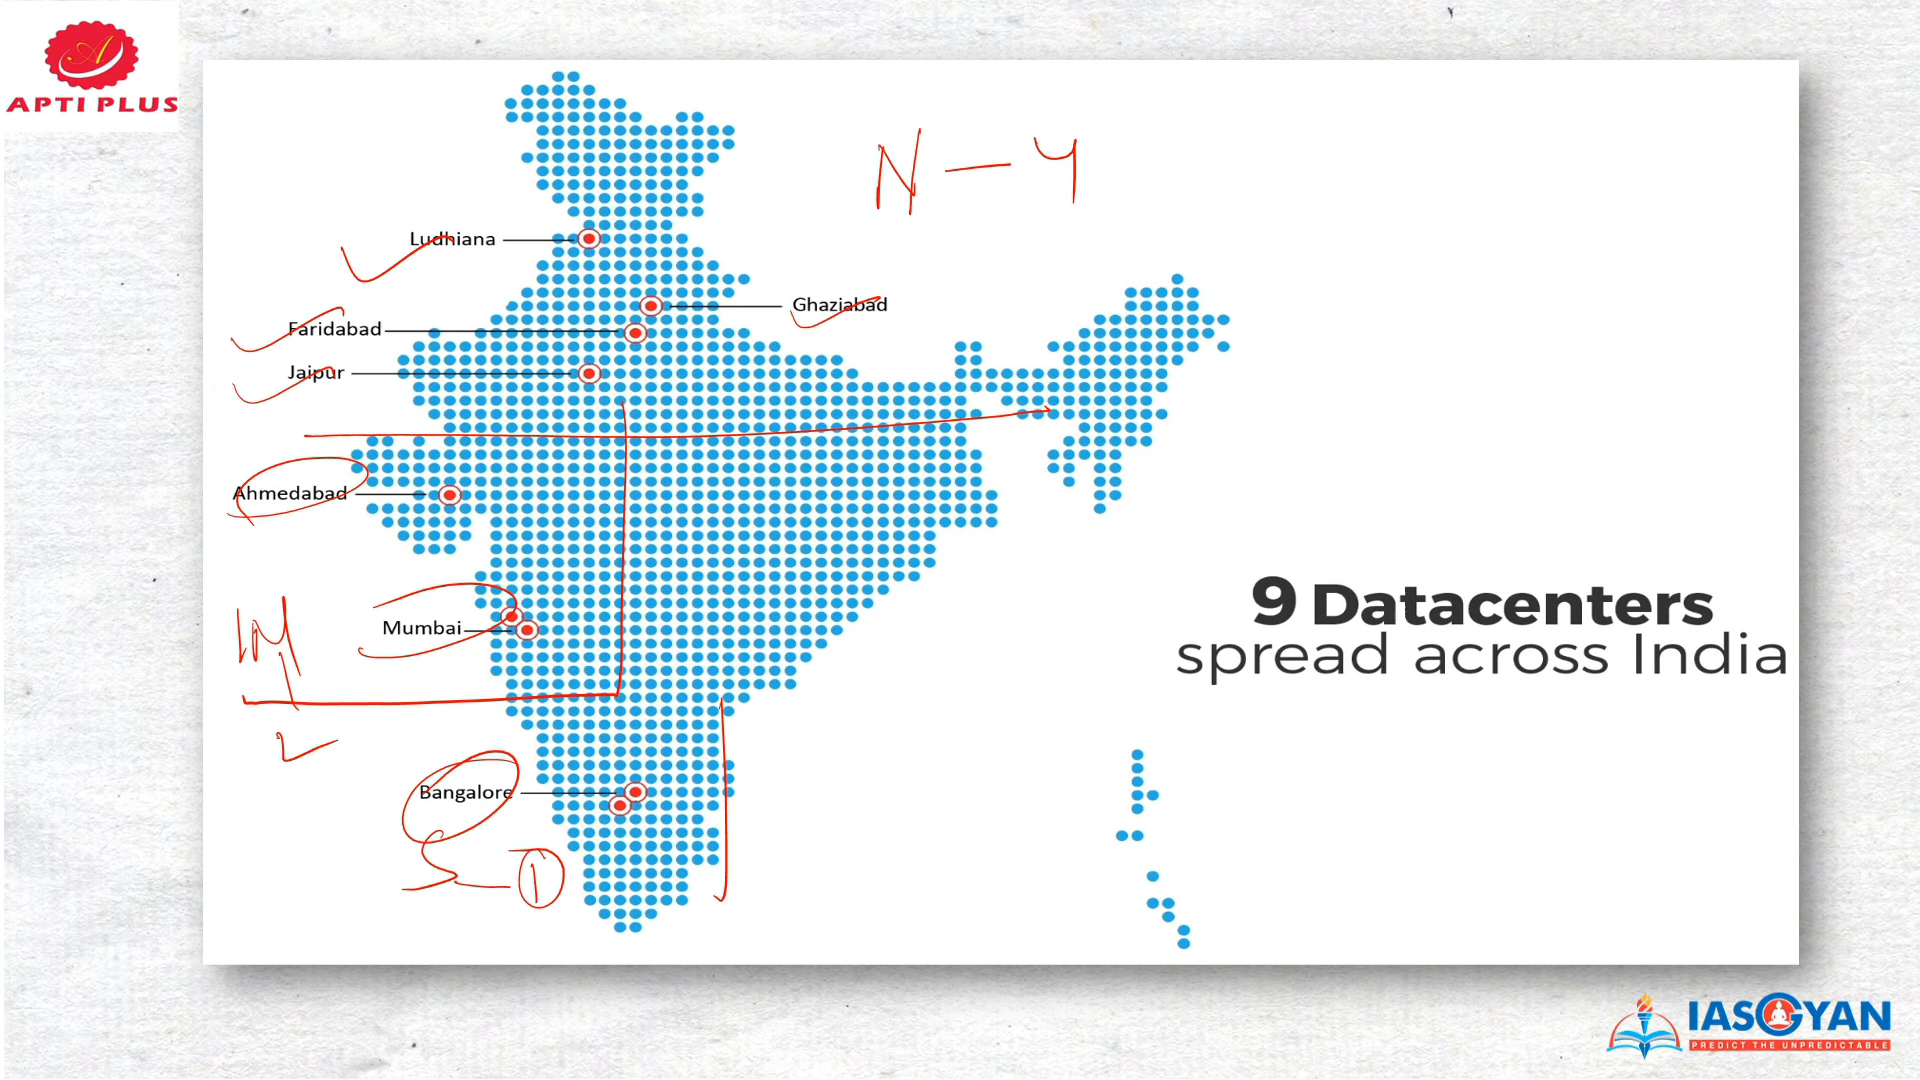 APTI PLUS
N - 4
Ludhiana
Ghaziabad
Faridabad
Jaipur
Ahmedabad
Mumbai
9 Datacenters
spread across India
Bangalore
S - 1
IASGYAN
PREDICT THE UNPREDICTABLE